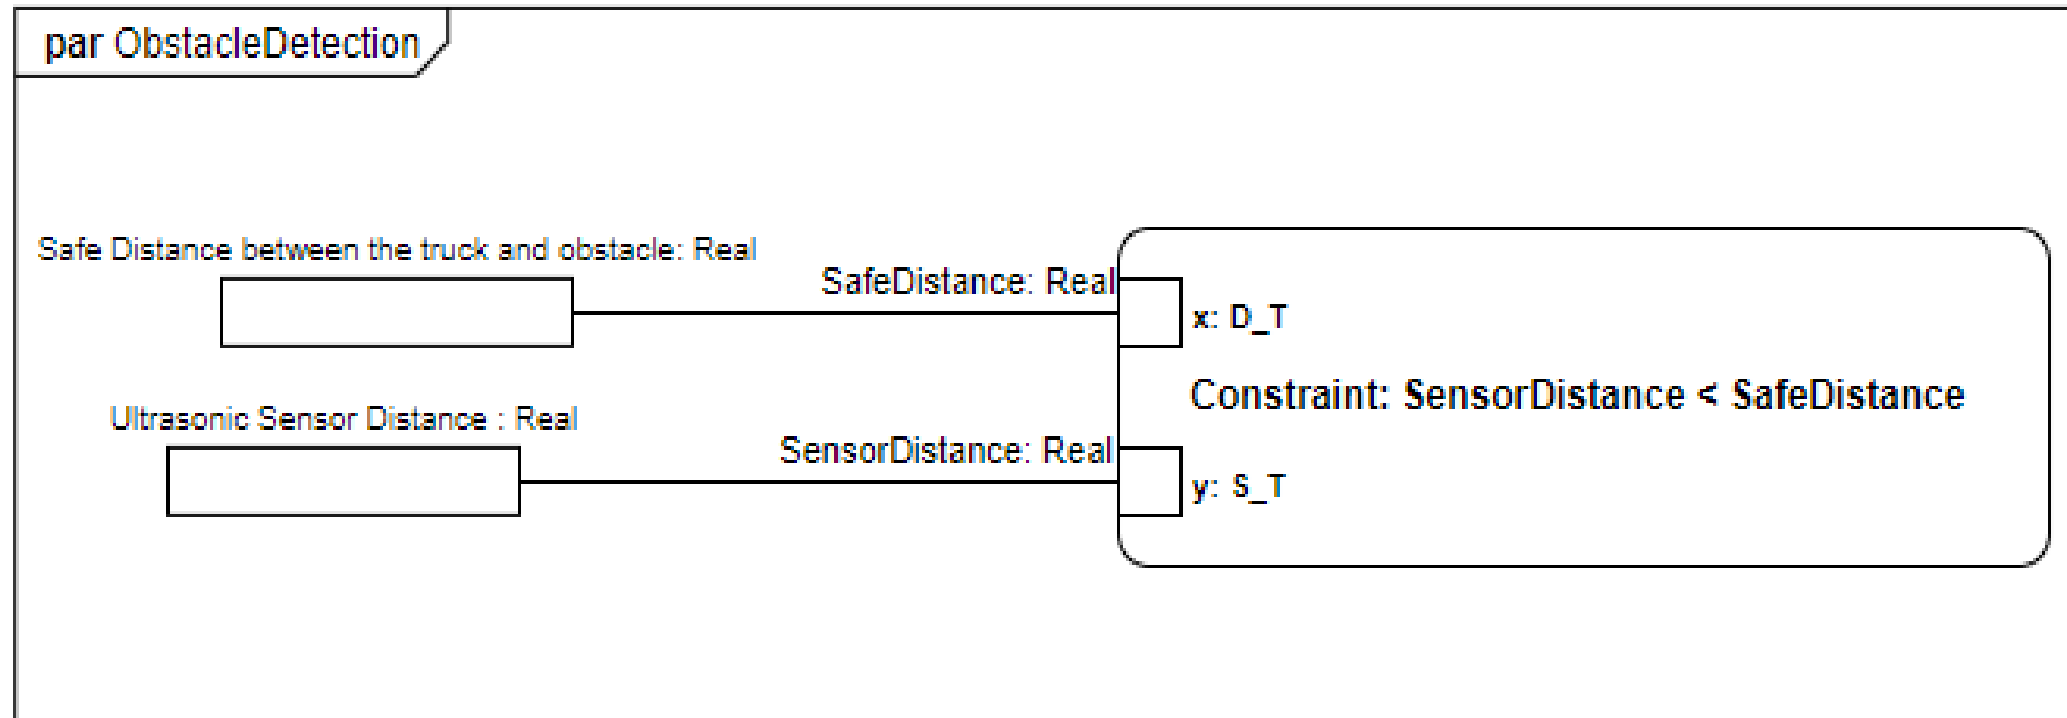 par ObstacleDetection
Safe Distance between the truck and obstacle: Real
SafeDistance: Real
x: D_T
Constraint: SensorDistance < SafeDistance
Ultrasonic Sensor Distance : Real
SensorDistance: Real
y: S_T